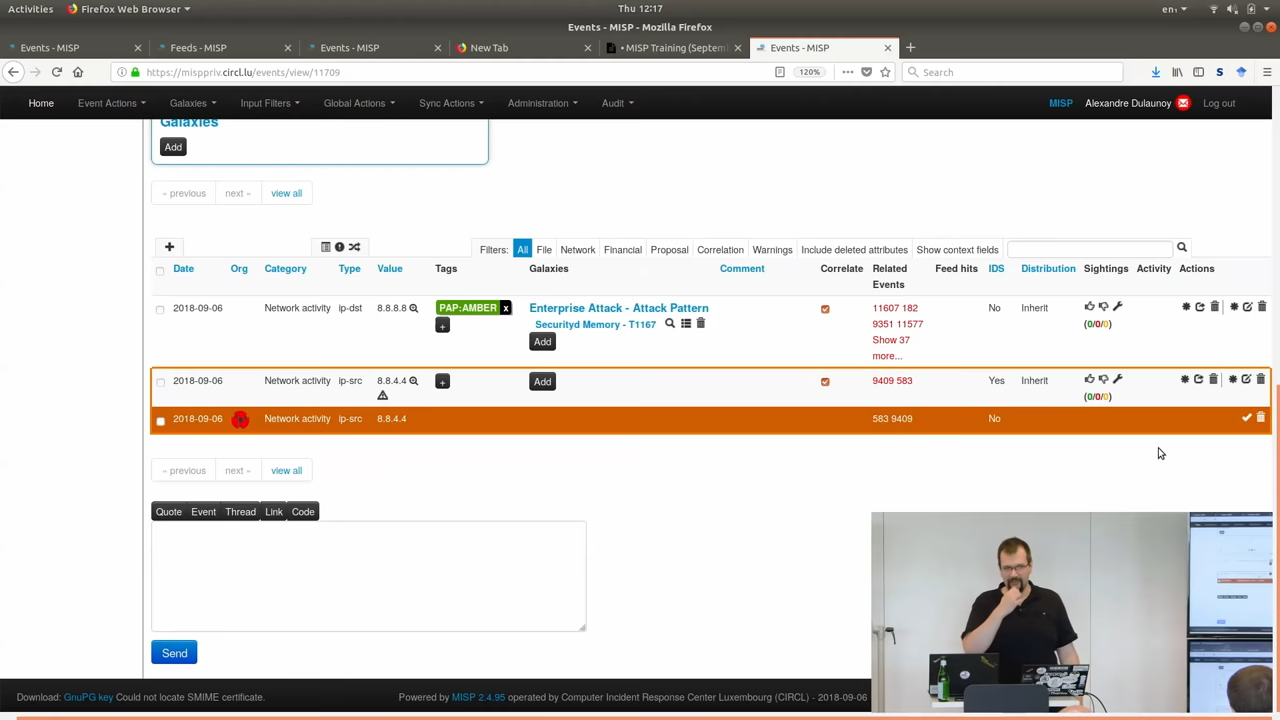 Activities Firefox Web Browser Thu 12:17 en1
Events - MISP - Mozilla Firefox
Events - MISP Feeds - MISP Events - MISP New Tab • MISP Training (Septem Events - MISP
https://misppriv.circl.lu/events/view/11709 120% Search
Home Event Actions Galaxies Input Filters Global Actions Sync Actions Administration Audit MISP Alexandre Dulaunoy Log out
Galaxies
Add
« previous next » view all
Filters: All File Network Financial Proposal Correlation Warnings Include deleted attributes Show context fields
Date Org Category Type Value Tags Galaxies Comment Correlate Related Events Feed hits IDS Distribution Sightings Activity Actions
2018-09-06 Network activity ip-dst 8.8.8.8 PAP:AMBER x Enterprise Attack - Attack Pattern 11607 182 No Inherit
+ Securityd Memory - T1167 9351 11577 (0/0/0)
Add Show 37
more...
2018-09-06 Network activity ip-src 8.8.4.4 + Add 9409 583 Yes Inherit
(0/0/0)
2018-09-06 Network activity ip-src 8.8.4.4 583 9409 No
« previous next » view all
Quote Event Thread Link Code
Send
Download: GnuPG key Could not locate SMIME certificate. Powered by MISP 2.4.95 operated by Computer Incident Response Center Luxembourg (CIRCL) - 2018-09-06